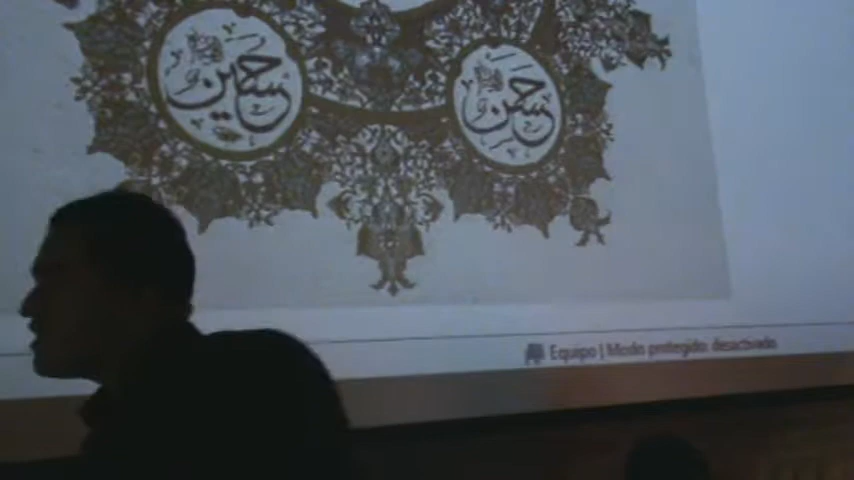 حسين
حسن
Equipo | Modo protegido: desactivado